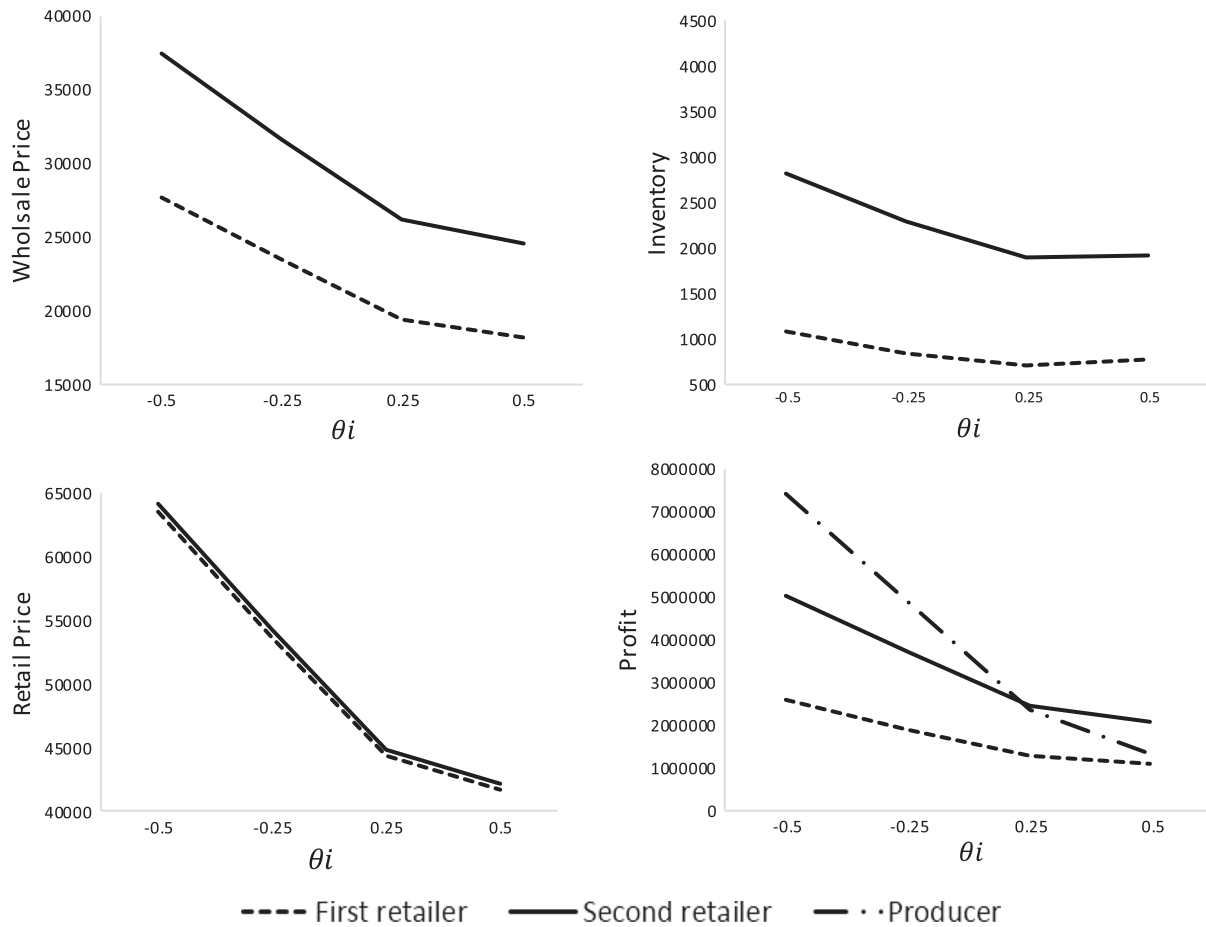 40000
35000
30000
25000
20000
15000
Wholsale Price
-0.5 -0.25 0.25 0.5
θi
4500
4000
3500
3000
2500
2000
1500
1000
500
Inventory
-0.5 -0.25 0.25 0.5
θi
65000
60000
55000
50000
45000
40000
Retail Price
-0.5 -0.25 0.25 0.5
θi
8000000
7000000
6000000
5000000
4000000
3000000
2000000
1000000
0
Profit
-0.5 -0.25 0.25 0.5
θi
First retailer Second retailer Producer